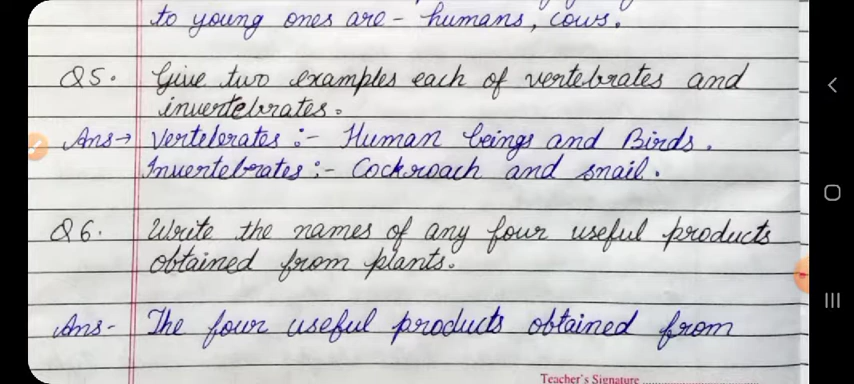 to young ones are - humans, cows.
Q5. Give two examples each of vertebrates and
invertebrates.
Ans→ Vertebrates :- Human beings and Birds.
Invertebrates :- Cockroach and snail.
Q6. Write the names of any four useful products
obtained from plants.
Ans- The four useful products obtained from
Teacher's Signature